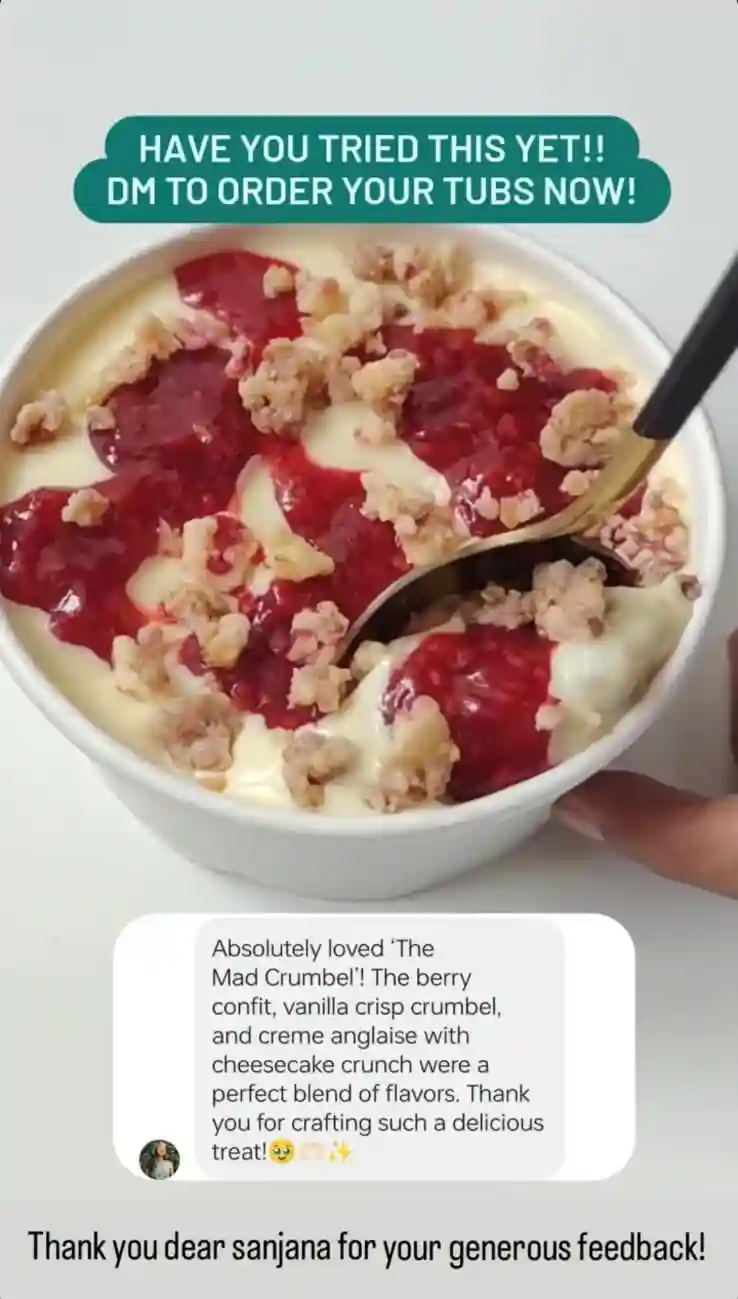 HAVE YOU TRIED THIS YET!!
DM TO ORDER YOUR TUBS NOW!
Absolutely loved ‘The
Mad Crumbel’! The berry
confit, vanilla crisp crumbel,
and creme anglaise with
cheesecake crunch were a
perfect blend of flavors. Thank
you for crafting such a delicious
treat!🥹🫶🏻✨
Thank you dear sanjana for your generous feedback!